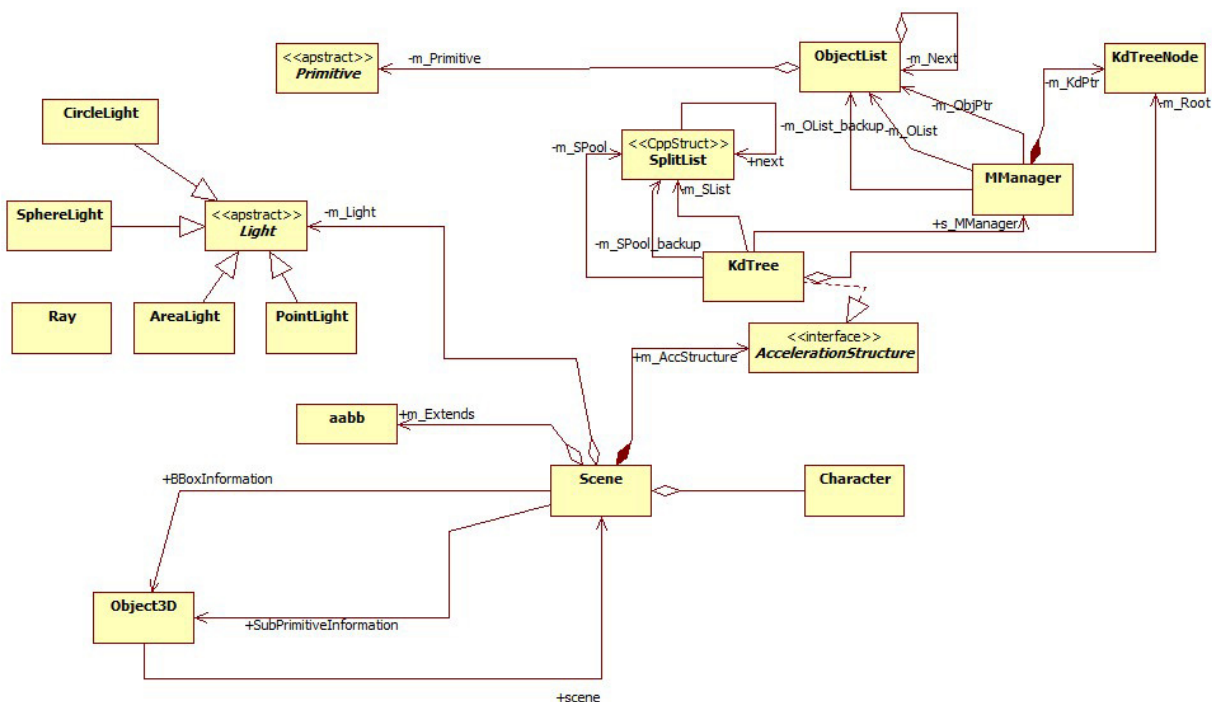 <<apstract>>
Primitive
-m_Primitive
ObjectList
-m_Next
KdTreeNode
-m_KdPtr
-m_Root
-m_ObjPtr
-m_OList_backup
-m_OList
MManager
+s_MManager
<<CppStruct>>
SplitList
+next
-m_SPool
-m_SList
-m_SPool_backup
KdTree
<<interface>>
AccelerationStructure
+m_AccStructure
CircleLight
SphereLight
<<apstract>>
Light
-m_Light
Ray
AreaLight
PointLight
aabb
+m_Extends
Scene
Character
+BBoxInformation
Object3D
+SubPrimitiveInformation
+scene